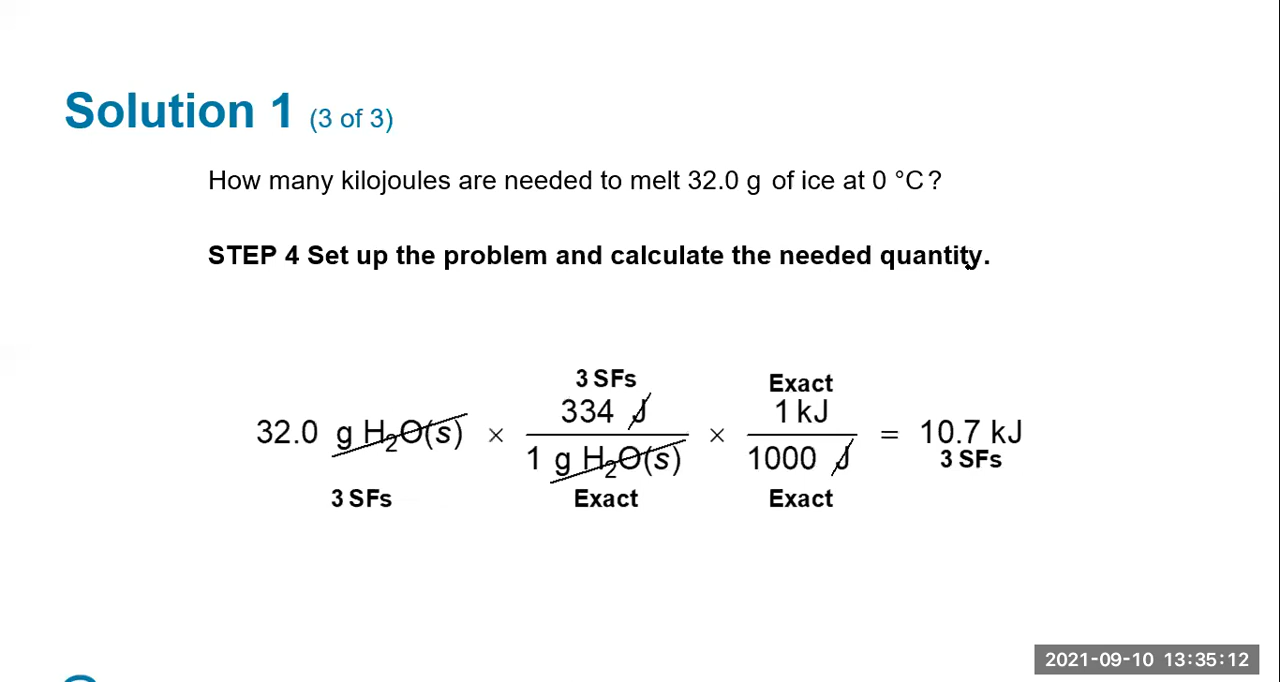 Solution 1 (3 of 3)
How many kilojoules are needed to melt 32.0 g of ice at 0 °C?
STEP 4 Set up the problem and calculate the needed quantity.
3 SFs Exact
334 J 1 kJ
32.0 g H₂O(s) × × = 10.7 kJ
1 g H₂O(s) 1000 J 3 SFs
3 SFs Exact Exact
2021-09-10 13:35:12